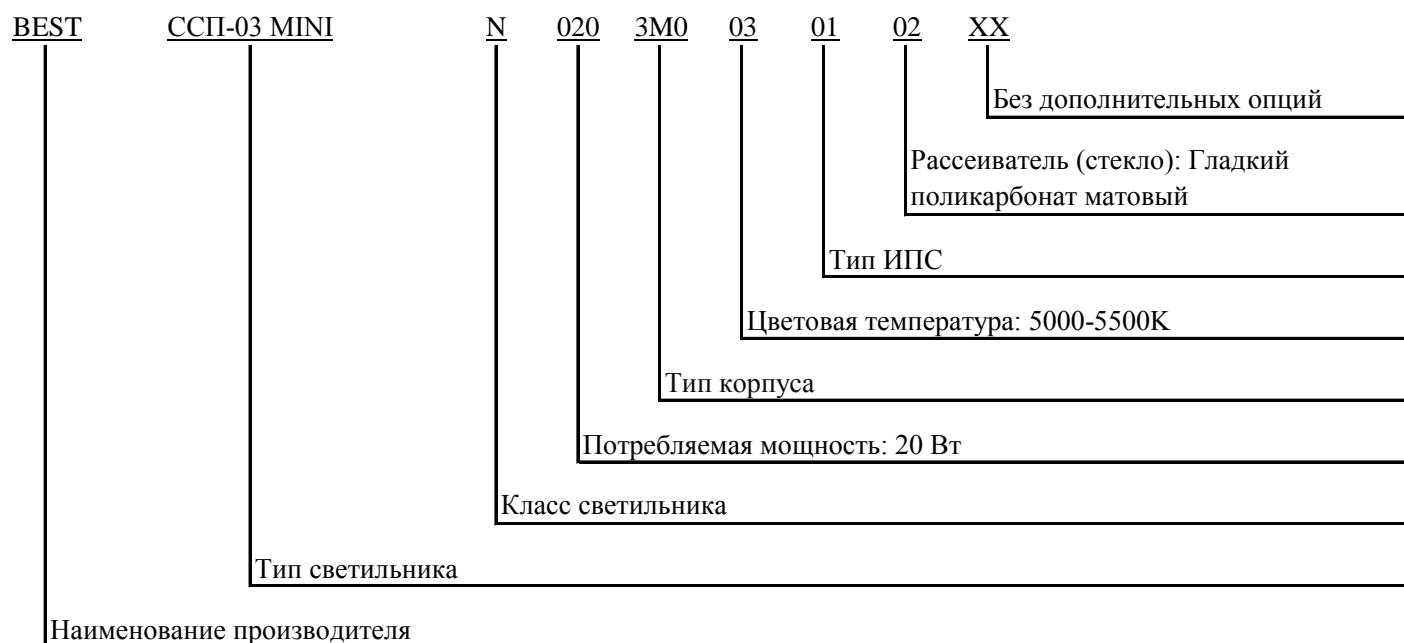 BEST ССП-03 MINI N 020 3М0 03 01 02 XX
Без дополнительных опций
Рассеиватель (стекло): Гладкий
поликарбонат матовый
Тип ИПС
Цветовая температура: 5000-5500K
Тип корпуса
Потребляемая мощность: 20 Вт
Класс светильника
Тип светильника
Наименование производителя